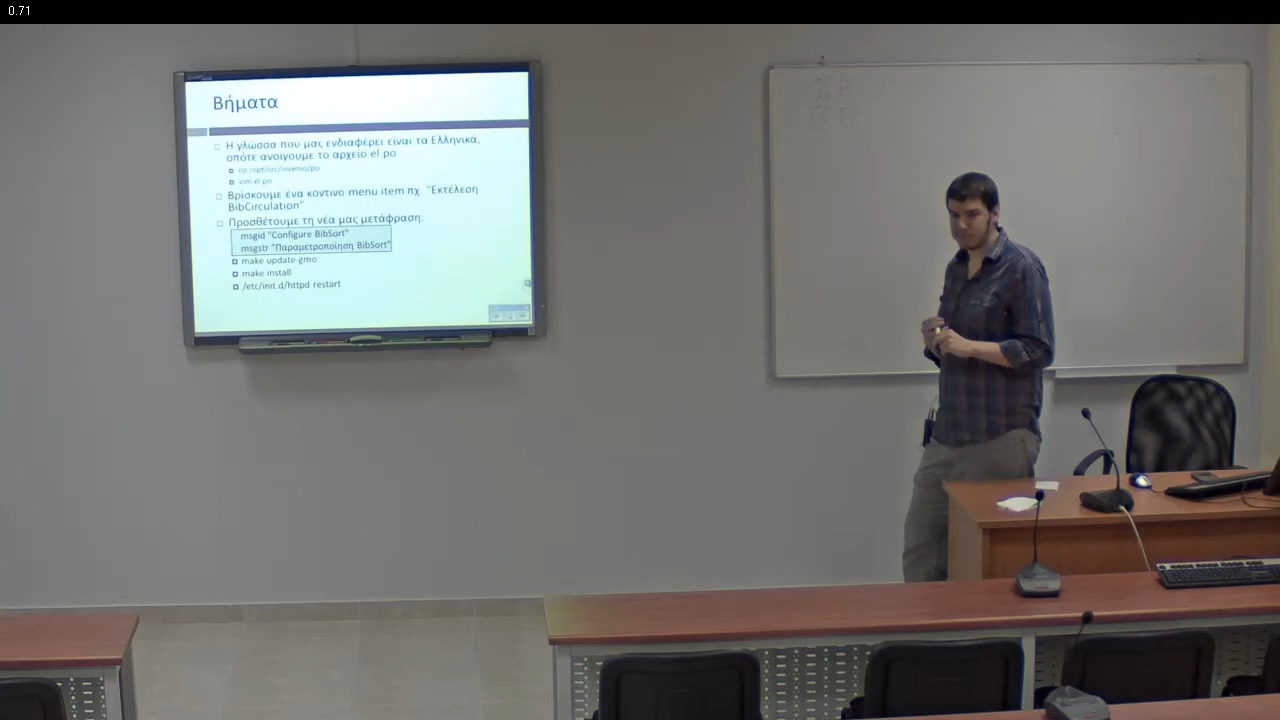 0.71
Βήματα
Η γλωσσα που μας ενδιαφέρει είναι τα Ελληνικά,
οπότε ανοίγουμε το αρχείο el po
cd /opt/src/invenio/po
vim el po
Βρίσκουμε ένα κοντινό menu item πχ. "Εκτέλεση
BibCirculation"
Προσθέτουμε τη νέα μας μετάφραση:
msgid "Configure BibSort"
msgstr "Παραμετροποίηση BibSort"
make update-gmo
make install
/etc/init.d/httpd restart